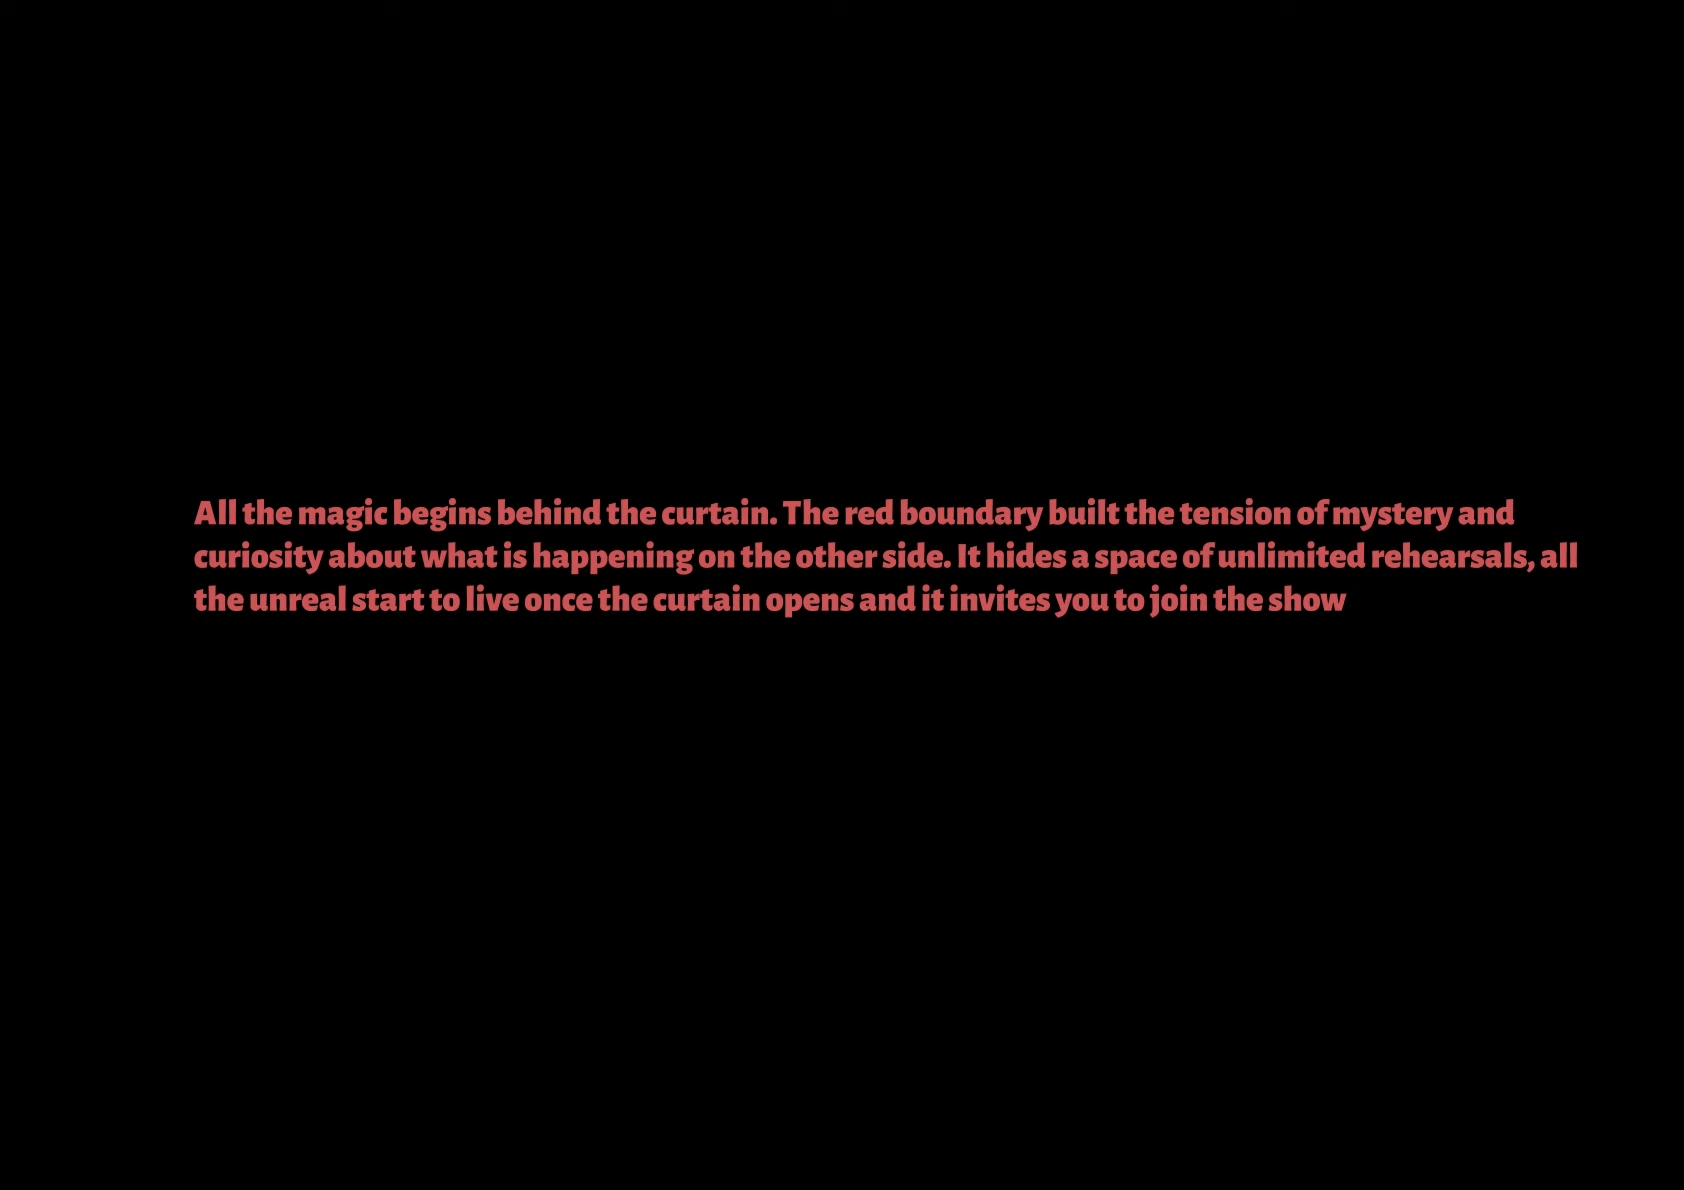 All the magic begins behind the curtain. The red boundary built the tension of mystery and
curiosity about what is happening on the other side. It hides a space of unlimited rehearsals, all
the unreal start to live once the curtain opens and it invites you to join the show